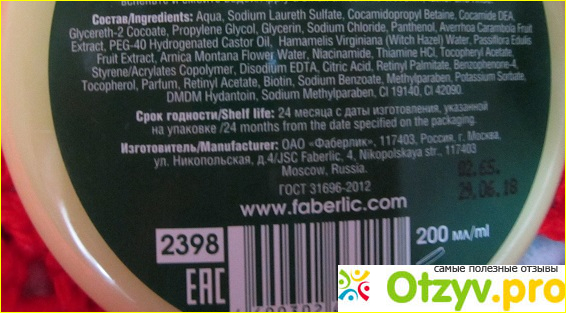 Состав/Ingredients: Aqua, Sodium Laureth Sulfate, Cocamidopropyl Betaine, Cocamide DEA,
Glycereth-2 Cocoate, Propylene Glycol, Glycerin, Sodium Chloride, Panthenol, Averrhoa Carambola Fruit
Extract, PEG-40 Hydrogenated Castor Oil, Hamamelis Virginiana (Witch Hazel) Water, Passiflora Edulis
Fruit Extract, Arnica Montana Flower Water, Niacinamide, Thiamine HCl, Tocopheryl Acetate,
Styrene/Acrylates Copolymer, Disodium EDTA, Citric Acid, Retinyl Palmitate, Benzophenone-4,
Tocopherol, Parfum, Retinyl Acetate, Biotin, Sodium Benzoate, Methylparaben, Potassium Sorbate,
DMDM Hydantoin, Sodium Methylparaben, CI 19140, CI 42090.
Срок годности/Shelf life: 24 месяца с даты изготовления, указанной
на упаковке /24 months from the date specified on the packaging.
Изготовитель/Manufacturer: ОАО «Фаберлик», 117403, Россия, г. Москва,
ул. Никопольская, д.4/JSC Faberlic, 4, Nikopolskaya str., 117403
Moscow, Russia.
ГОСТ 31696-2012
02.65.
29.06.18
www.faberlic.com
2398
200 мл/ml
EAC
самые полезные отзывы
Otzyv.pro